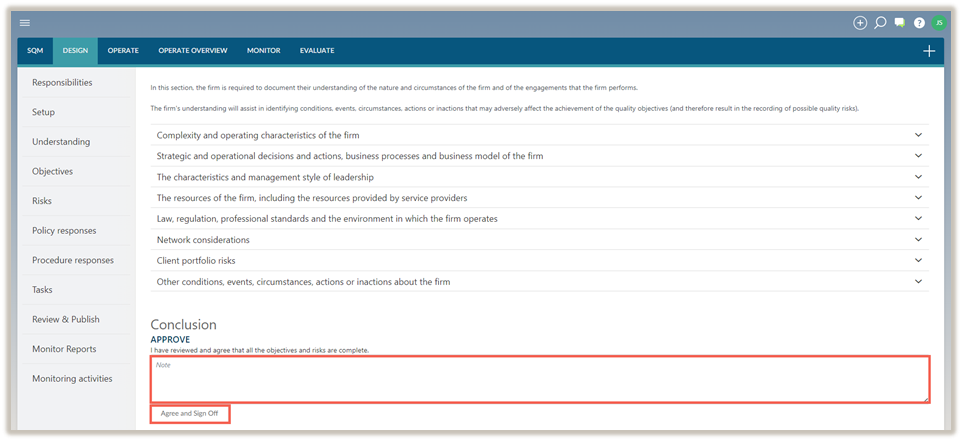 JS
SQM DESIGN OPERATE OPERATE OVERVIEW MONITOR EVALUATE
Responsibilities
Setup
Understanding
Objectives
Risks
Policy responses
Procedure responses
Tasks
Review & Publish
Monitor Reports
Monitoring activities
In this section, the firm is required to document their understanding of the nature and circumstances of the firm and of the engagements that the firm performs.
The firm's understanding will assist in identifying conditions, events, circumstances, actions or inactions that may adversely affect the achievement of the quality objectives (and therefore result in the recording of possible quality risks).
Complexity and operating characteristics of the firm
Strategic and operational decisions and actions, business processes and business model of the firm
The characteristics and management style of leadership
The resources of the firm, including the resources provided by service providers
Law, regulation, professional standards and the environment in which the firm operates
Network considerations
Client portfolio risks
Other conditions, events, circumstances, actions or inactions about the firm
Conclusion
APPROVE
I have reviewed and agree that all the objectives and risks are complete.
Note
Agree and Sign Off